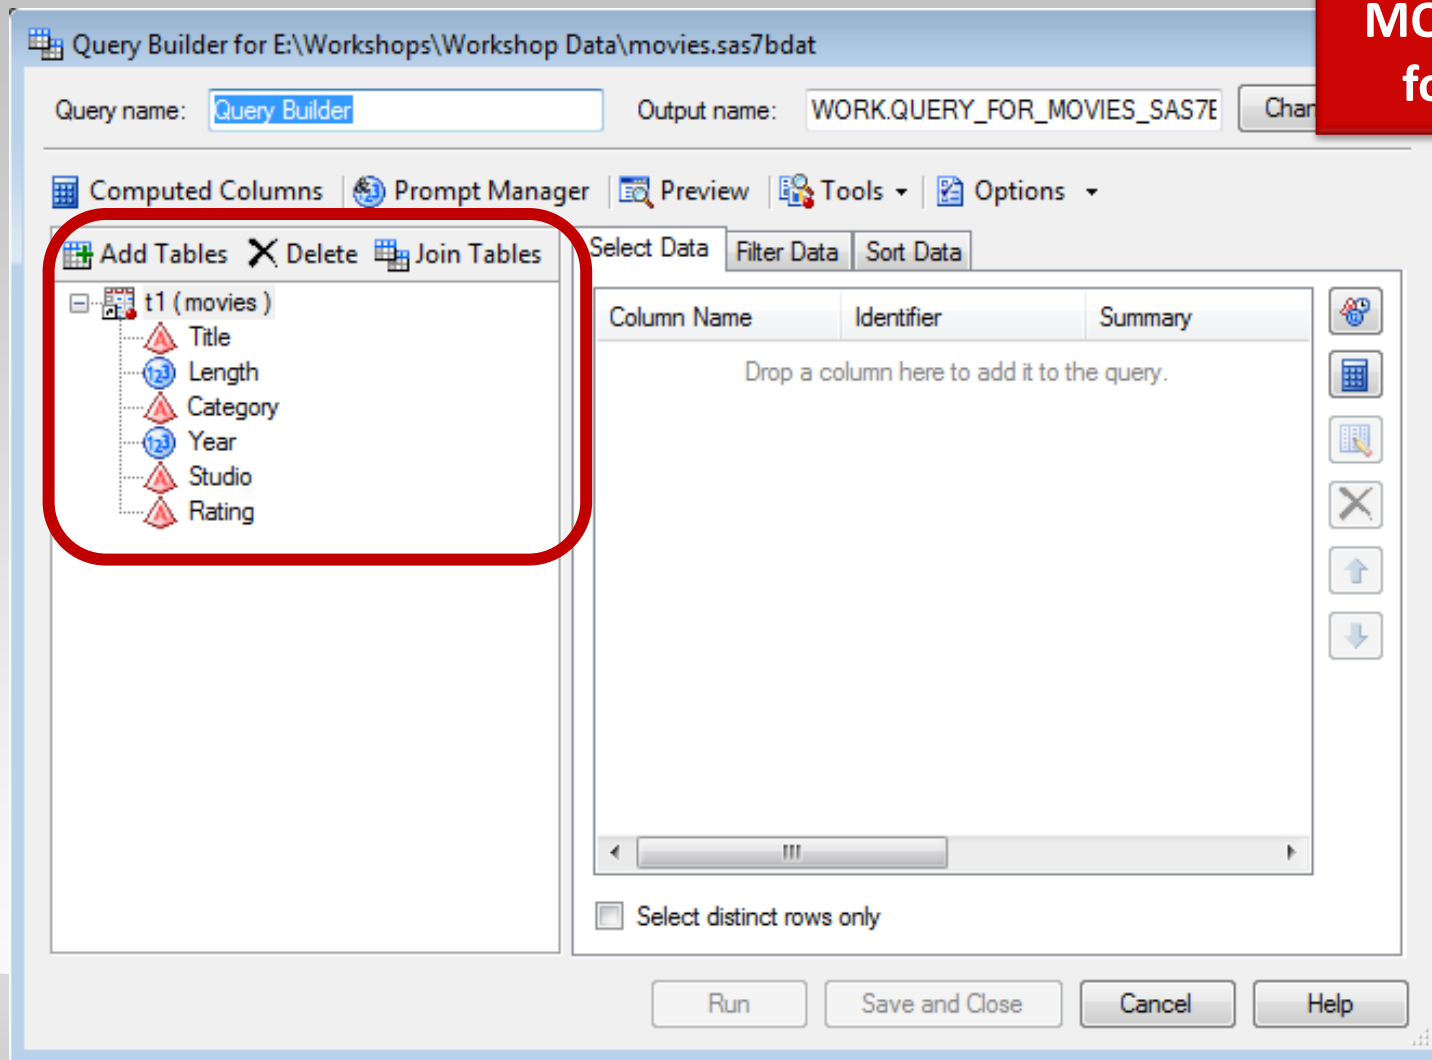 MO
fo
Query Builder for E:\Workshops\Workshop Data\movies.sas7bdat
Query name: Query Builder Output name: WORK.QUERY_FOR_MOVIES_SAS7E Chan
Computed Columns Prompt Manager Preview Tools Options
Add Tables Delete Join Tables
t1 ( movies )
Title
Length
Category
Year
Studio
Rating
Select Data Filter Data Sort Data
Column Name Identifier Summary
Drop a column here to add it to the query.
Select distinct rows only
Run Save and Close Cancel Help